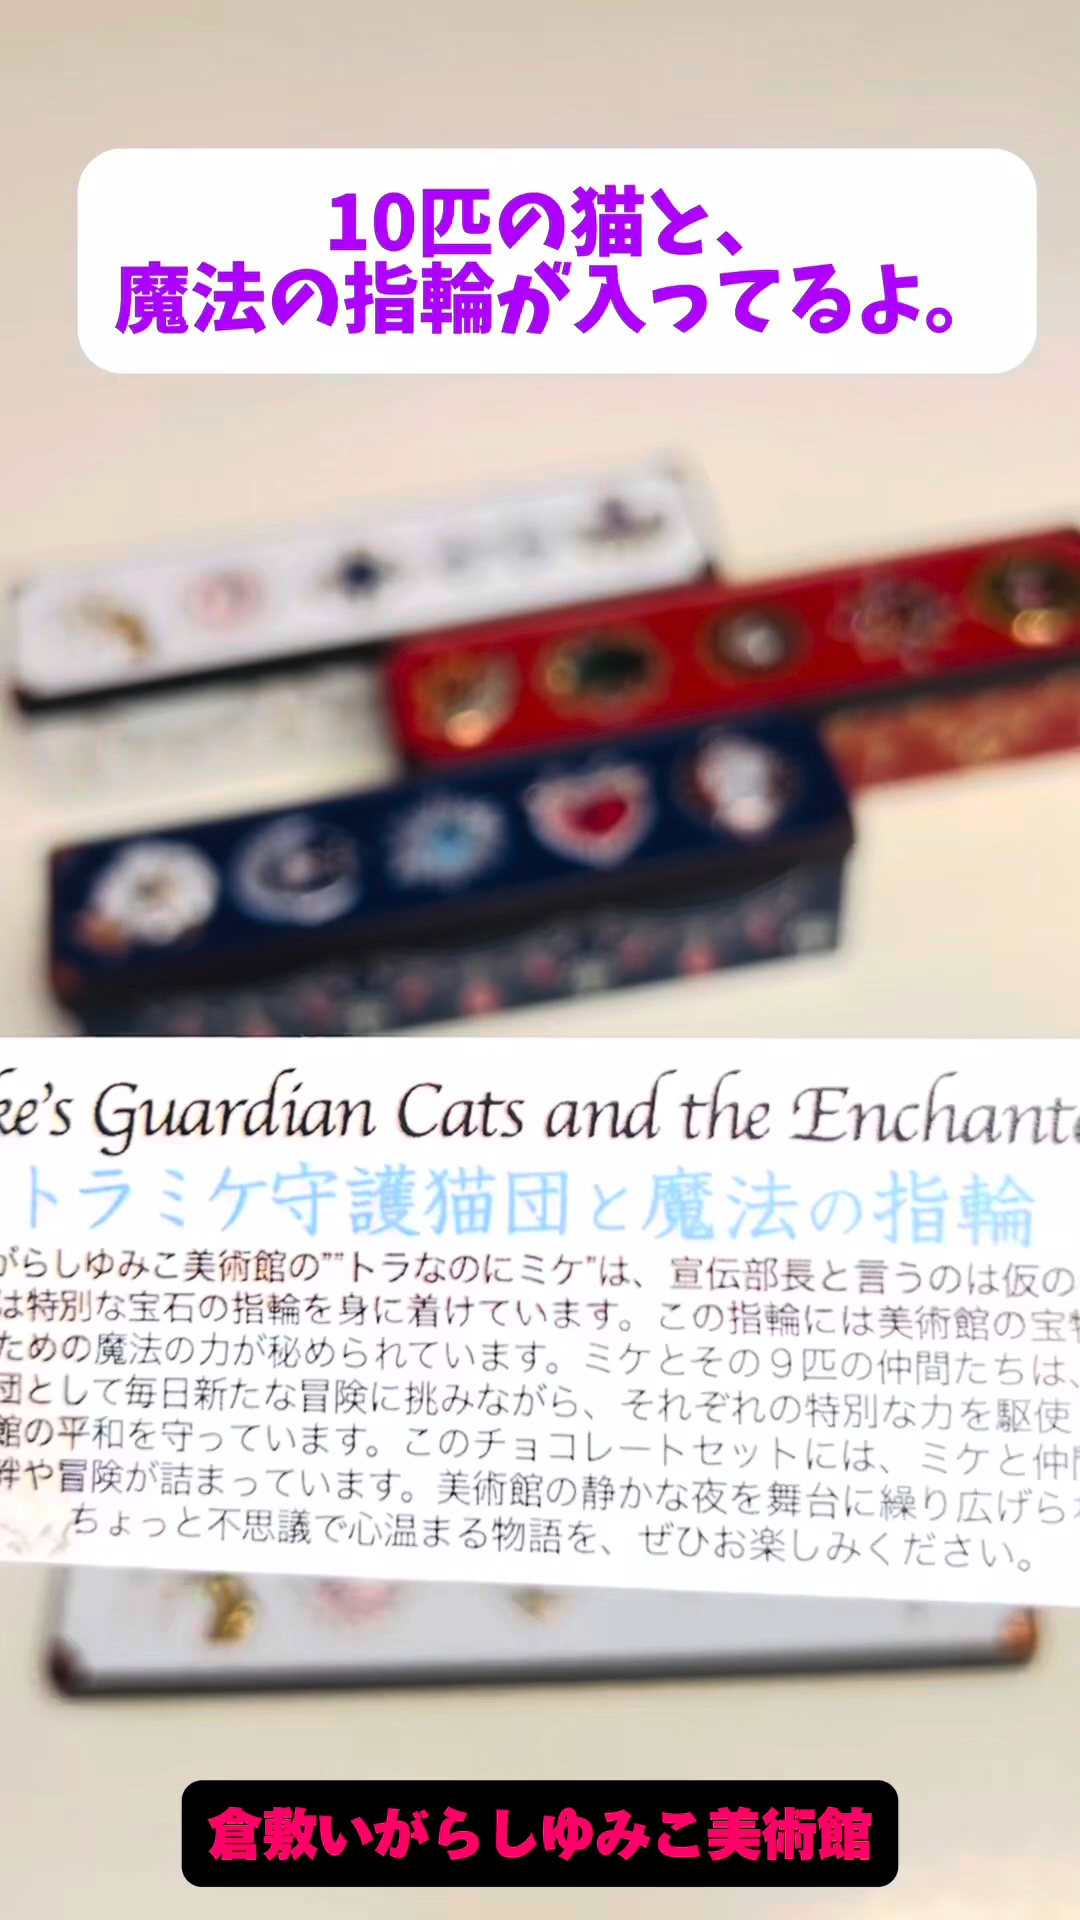 10匹の猫と、
魔法の指輪が入ってるよ。
ke's Guardian Cats and the Enchante
トラミケ守護猫団と魔法の指輪
がらしゆみこ美術館の””トラなのにミケ”は、宣伝部長と言うのは仮の
は特別な宝石の指輪を身に着けています。この指輪には美術館の宝物
ための魔法の力が秘められています。ミケとその9匹の仲間たちは、
団として毎日新たな冒険に挑みながら、それぞれの特別な力を駆使
館の平和を守っています。このチョコレートセットには、ミケと仲間
絆や冒険が詰まっています。美術館の静かな夜を舞台に繰り広げられ
ちょっと不思議で心温まる物語を、ぜひお楽しみください。
倉敷いがらしゆみこ美術館